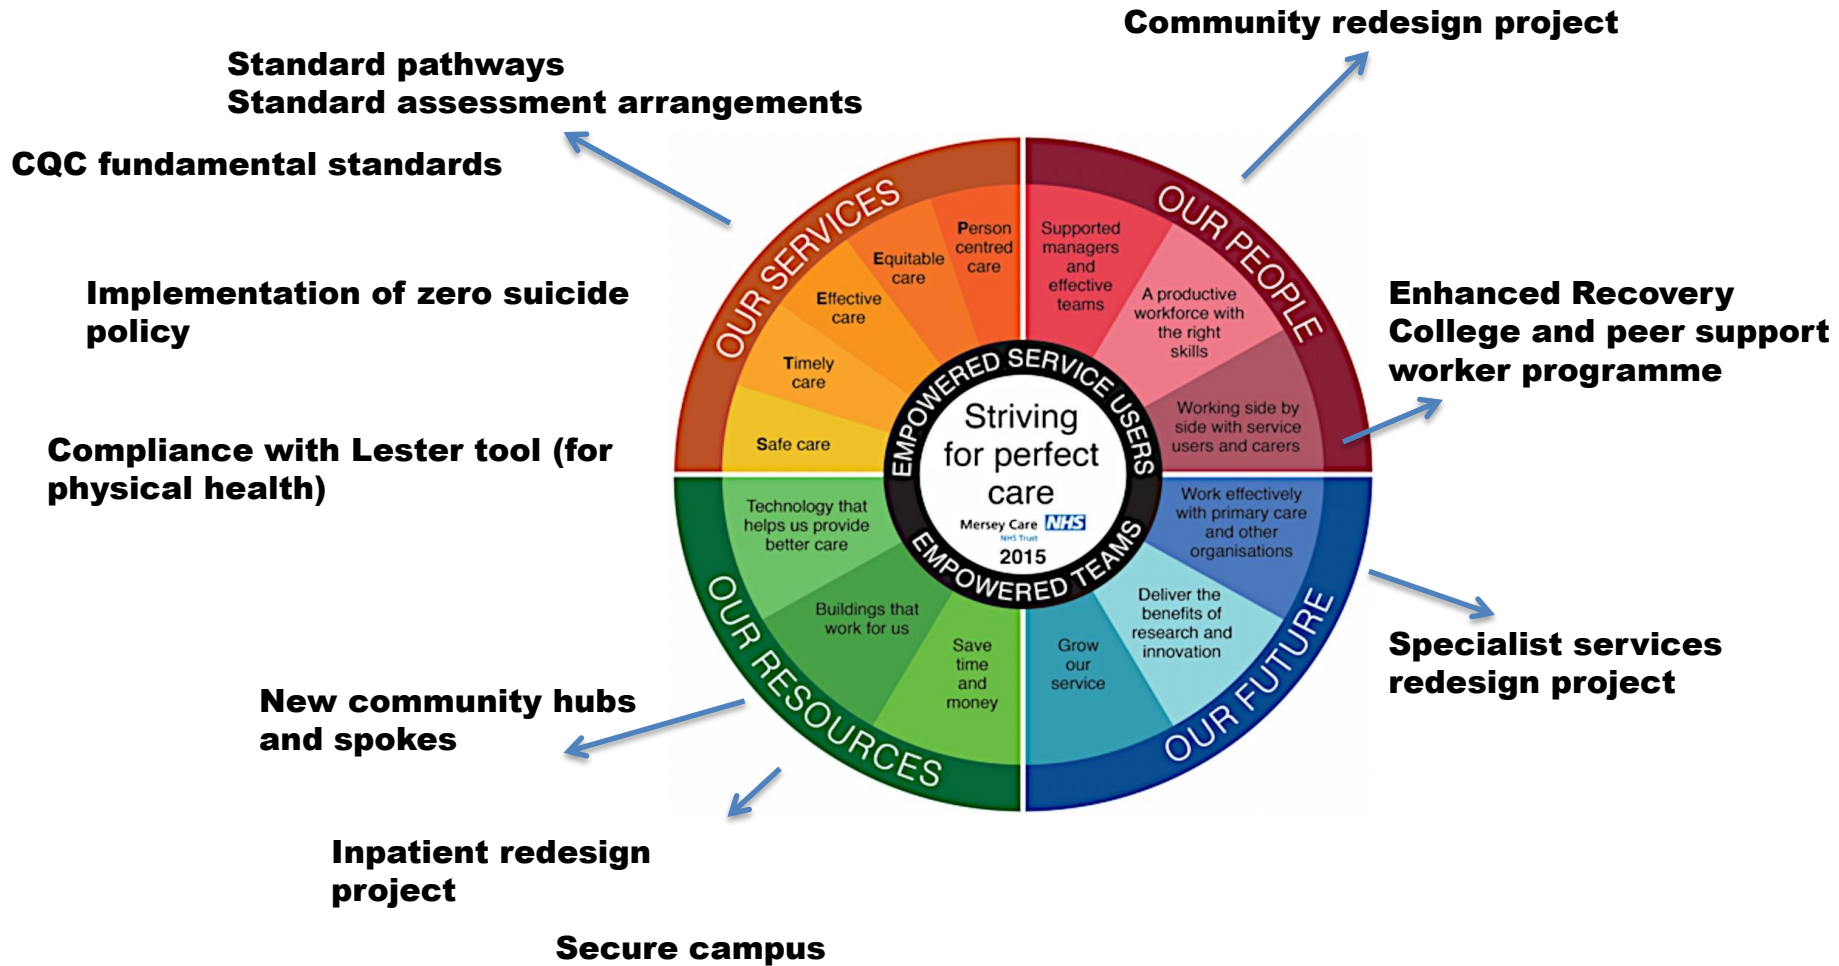 Community redesign project
Standard pathways
Standard assessment arrangements
CQC fundamental standards
Implementation of zero suicide
policy
Compliance with Lester tool (for
physical health)
New community hubs
and spokes
Inpatient redesign
project
Secure campus
Enhanced Recovery
College and peer support
worker programme
Specialist services
redesign project
OUR SERVICES
Person
centred
care
Equitable
care
Effective
care
Timely
care
Safe care
OUR PEOPLE
Supported
managers
and
effective
teams
A productive
workforce with
the right
skills
Working side by
side with service
users and carers
OUR FUTURE
Work effectively
with primary care
and other
organisations
Deliver the
benefits of
research and
innovation
Grow
our
service
OUR RESOURCES
Technology that
helps us provide
better care
Buildings that
work for us
Save
time
and
money
EMPOWERED SERVICE USERS
Striving
for perfect
care
Mersey Care NHS
NHS Trust
2015
EMPOWERED TEAMS